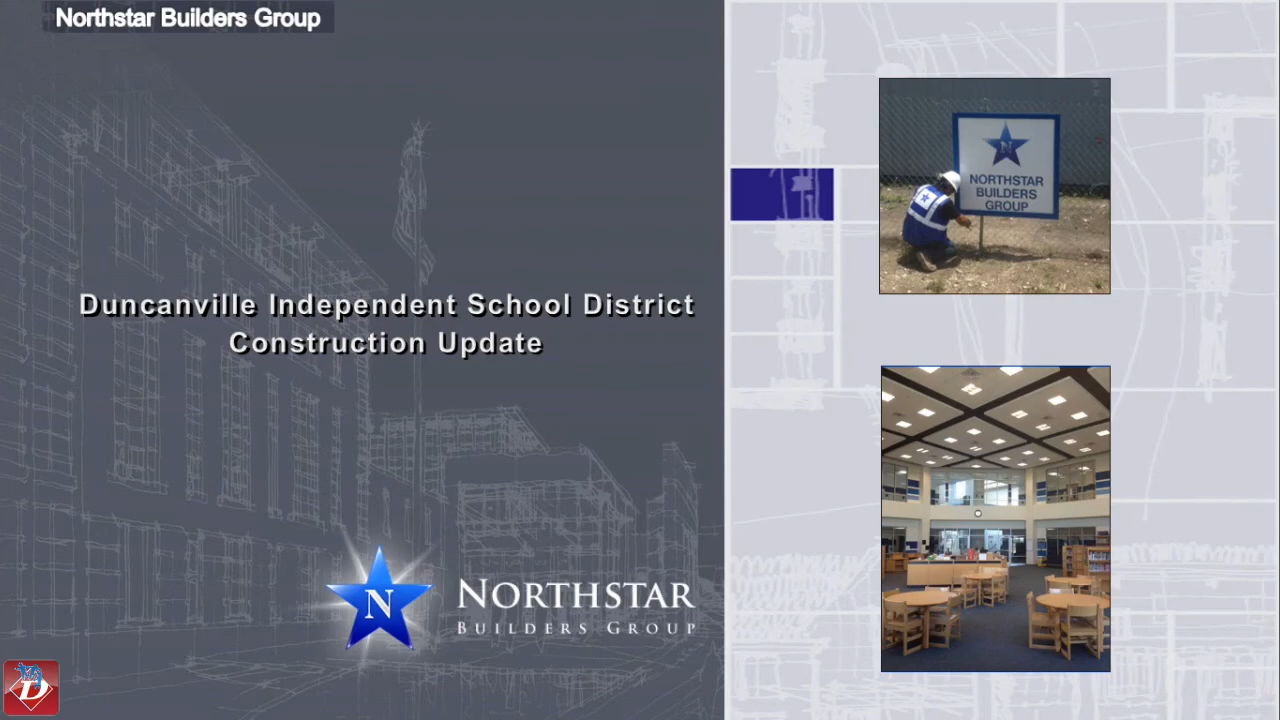 Northstar Builders Group
Duncanville Independent School District
Construction Update
N
NORTHSTAR
BUILDERS GROUP
N
NORTHSTAR
BUILDERS
GROUP
D